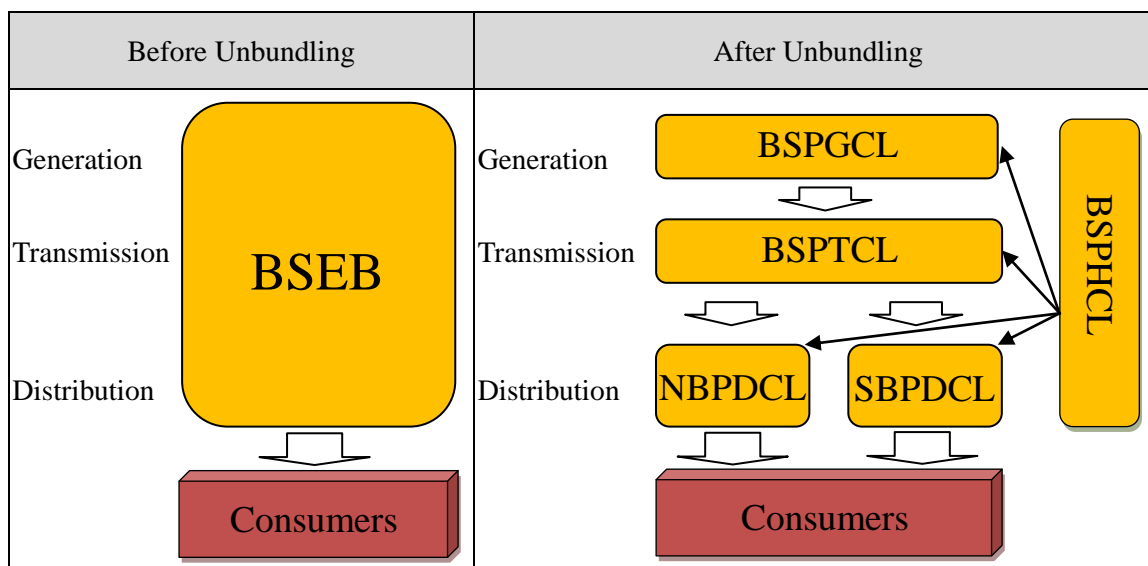 Before Unbundling
After Unbundling
Generation
Transmission
Distribution
BSEB
Consumers
Generation
Transmission
Distribution
BSPGCL
BSPTCL
NBPDCL
SBPDCL
BSPHCL
Consumers